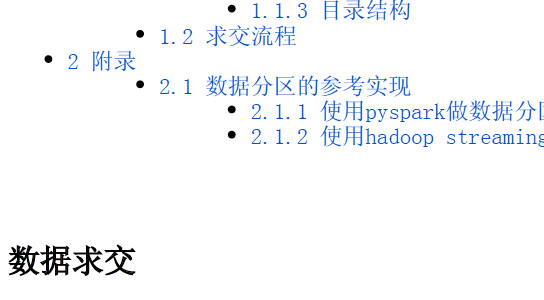 1.1.3 目录结构
1.2 求交流程
2 附录
2.1 数据分区的参考实现
2.1.1 使用pyspark做数据分
2.1.2 使用hadoop streaming
数据求交